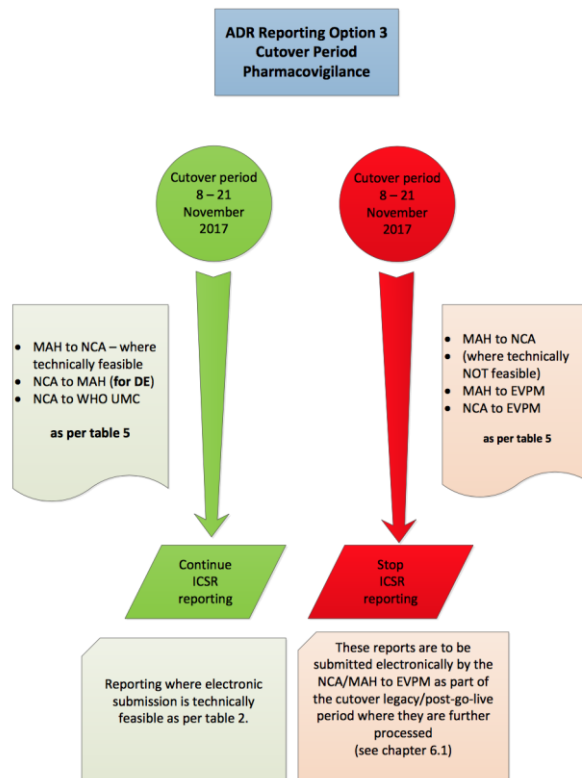 ADR Reporting Option 3
Cutover Period
Pharmacovigilance
Cutover period
8 – 21
November
2017
Cutover period
8 – 21
November
2017
• MAH to NCA – where
technically feasible
• NCA to MAH (for DE)
• NCA to WHO UMC
as per table 5
• MAH to NCA
• (where technically
NOT feasible)
• MAH to EVPM
• NCA to EVPM
as per table 5
Continue
ICSR
reporting
Stop
ICSR
reporting
Reporting where electronic
submission is technically
feasible as per table 2.
These reports are to be
submitted electronically by the
NCA/MAH to EVPM as part of
the cutover legacy/post-go-live
period where they are further
processed
(see chapter 6.1)